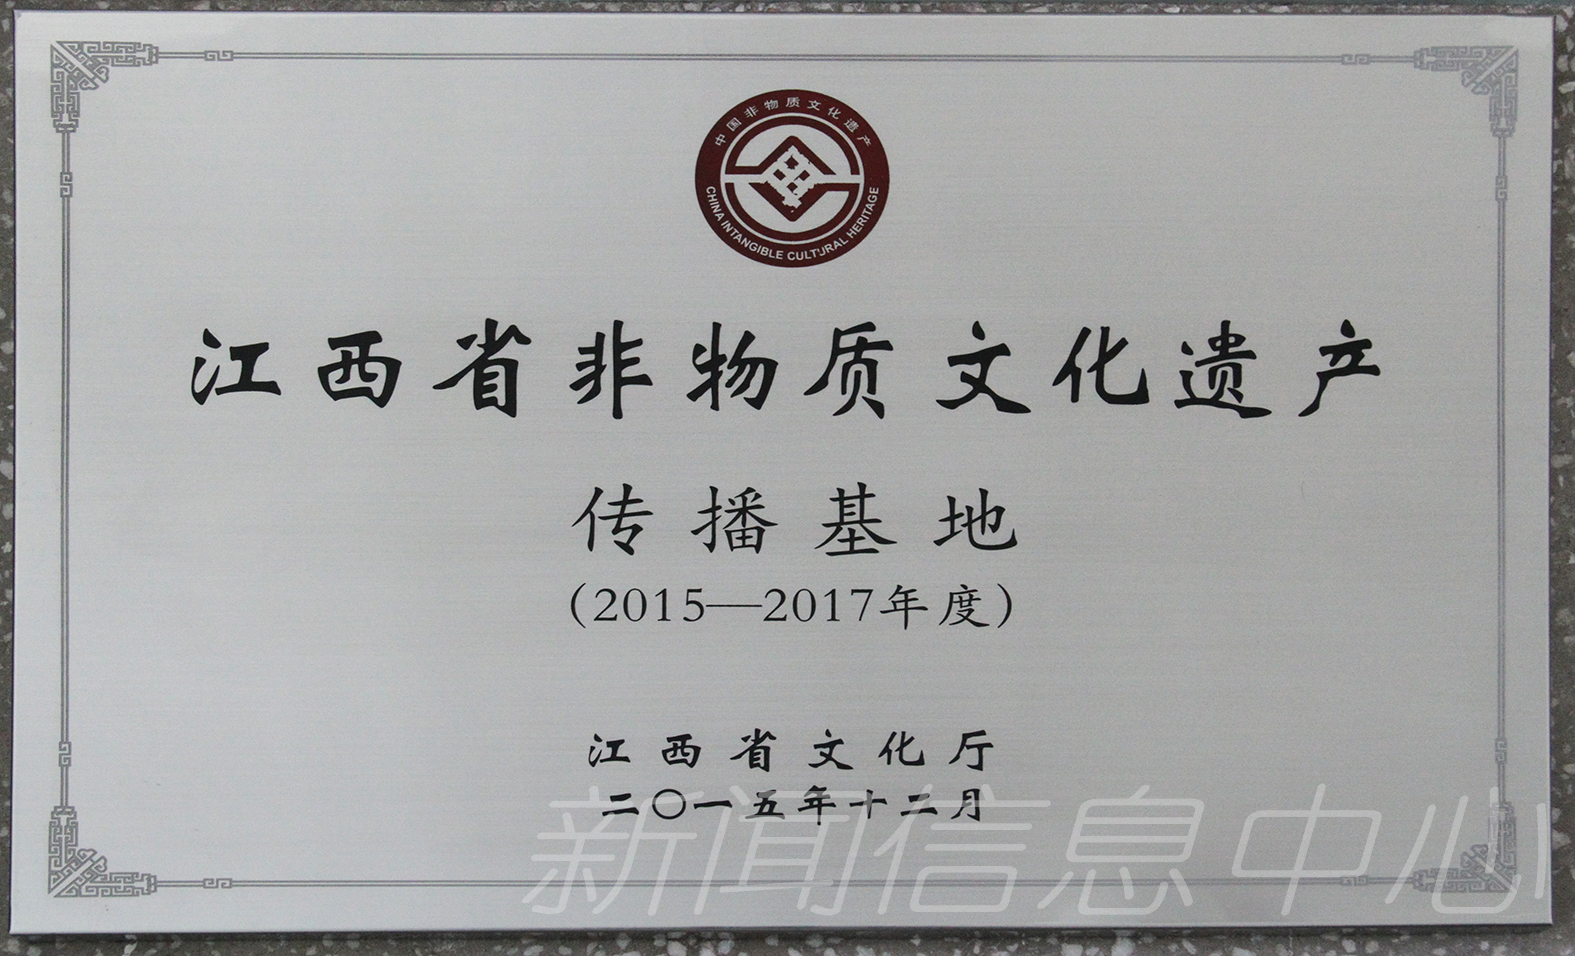 中国非物质文化遗产
CHINA INTANGIBLE CULTURAL HERITAGE
江西省非物质文化遗产
传播基地
(2015—2017年度)
江西省文化厅
二〇一五年十二月
新闻信息中心